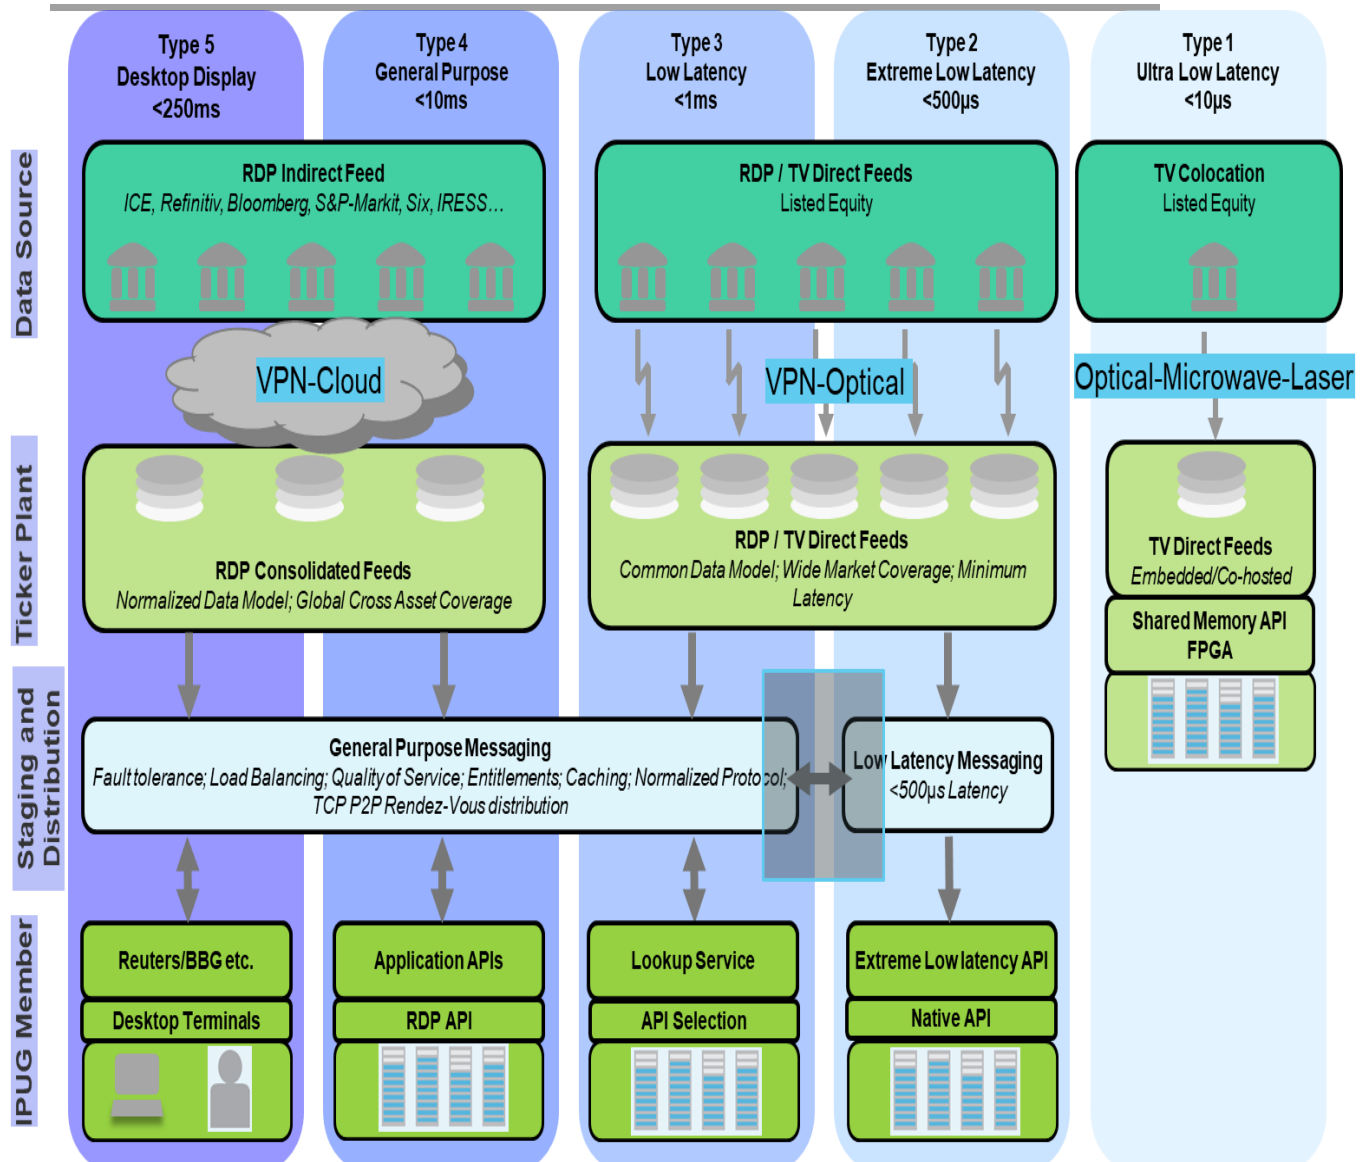 Type 5
Desktop Display
<250ms
Type 4
General Purpose
<10ms
Type 3
Low Latency
<1ms
Type 2
Extreme Low Latency
<500µs
Type 1
Ultra Low Latency
<10µs
Data Source
RDP Indirect Feed
ICE, Refinitiv, Bloomberg, S&P-Markit, Six, IRESS...
RDP / TV Direct Feeds
Listed Equity
TV Colocation
Listed Equity
VPN-Cloud
VPN-Optical
Optical-Microwave-Laser
Ticker Plant
RDP Consolidated Feeds
Normalized Data Model; Global Cross Asset Coverage
RDP / TV Direct Feeds
Common Data Model; Wide Market Coverage; Minimum
Latency
TV Direct Feeds
Embedded/Co-hosted
Shared Memory API
FPGA
Staging and
Distribution
General Purpose Messaging
Fault tolerance; Load Balancing; Quality of Service; Entitlements; Caching; Normalized Protocol;
TCP P2P Rendez-Vous distribution
Low Latency Messaging
<500µs Latency
IPUG Member
Reuters/BBG etc.
Desktop Terminals
Application APIs
RDP API
Lookup Service
API Selection
Extreme Low latency API
Native API